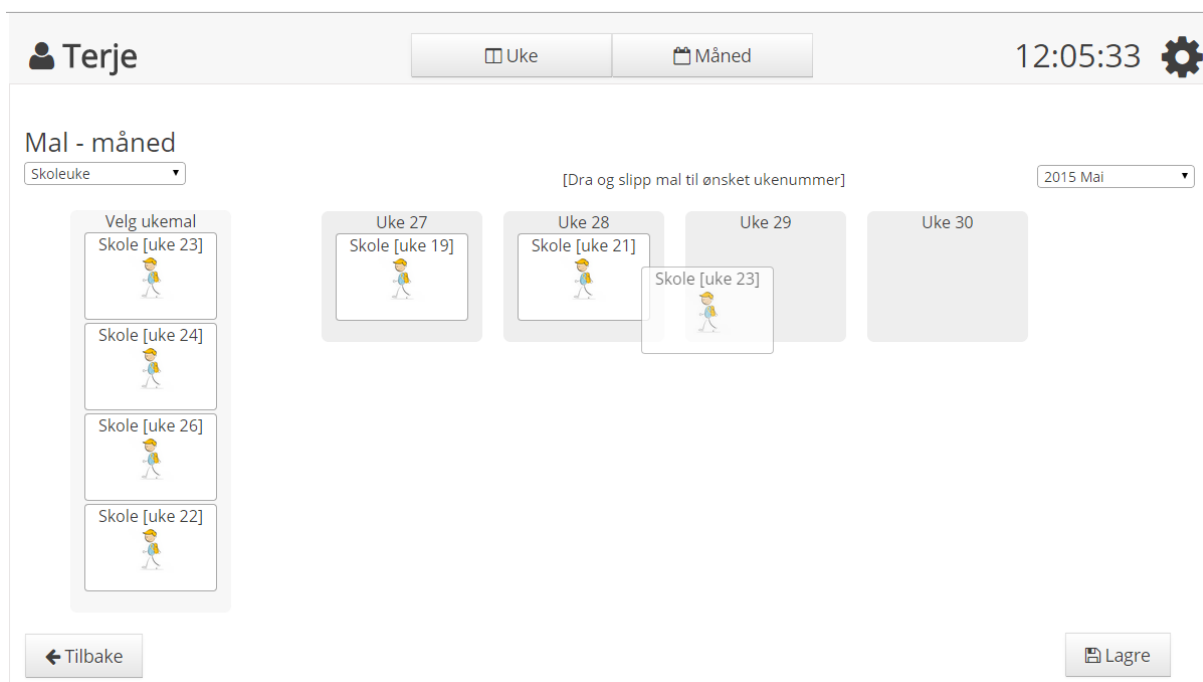 Terje
Uke
Måned
12:05:33
Mal - måned
Skoleuke
[Dra og slipp mal til ønsket ukenummer]
2015 Mai
Velg ukemal
Skole [uke 23]
Skole [uke 24]
Skole [uke 26]
Skole [uke 22]
Uke 27
Skole [uke 19]
Uke 28
Skole [uke 21]
Uke 29
Skole [uke 23]
Uke 30
Tilbake
Lagre